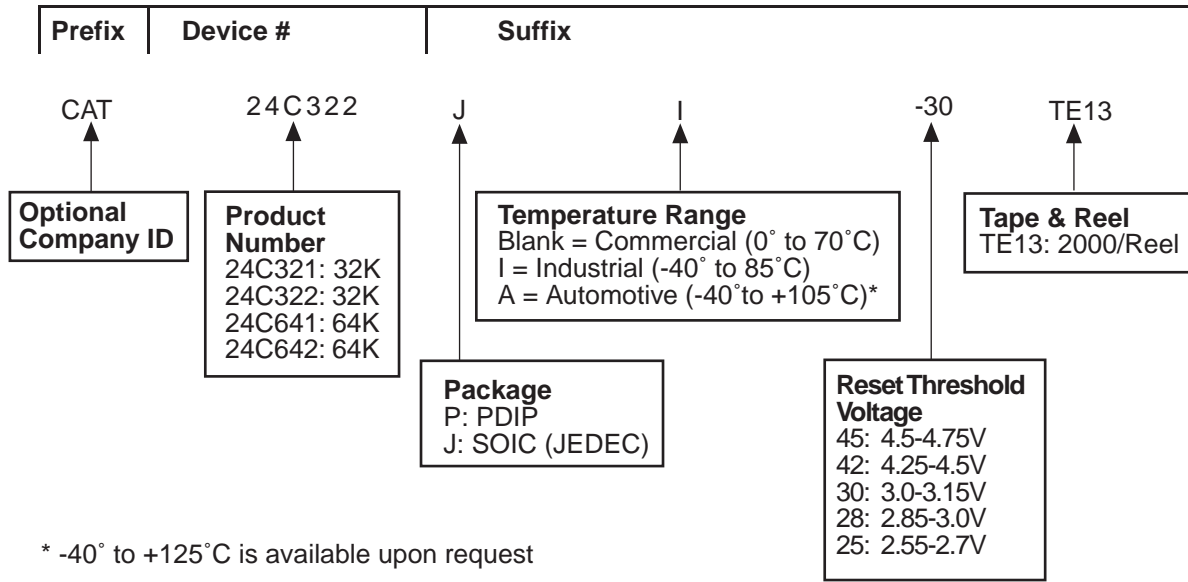 Prefix Device # Suffix
CAT 24C322 J I -30 TE13
Optional
Company ID
Product
Number
24C321: 32K
24C322: 32K
24C641: 64K
24C642: 64K
Temperature Range
Blank = Commercial (0˚ to 70˚C)
I = Industrial (-40˚ to 85˚C)
A = Automotive (-40˚to +105˚C)*
Tape & Reel
TE13: 2000/Reel
Package
P: PDIP
J: SOIC (JEDEC)
Reset Threshold
Voltage
45: 4.5-4.75V
42: 4.25-4.5V
30: 3.0-3.15V
28: 2.85-3.0V
25: 2.55-2.7V
* -40˚ to +125˚C is available upon request